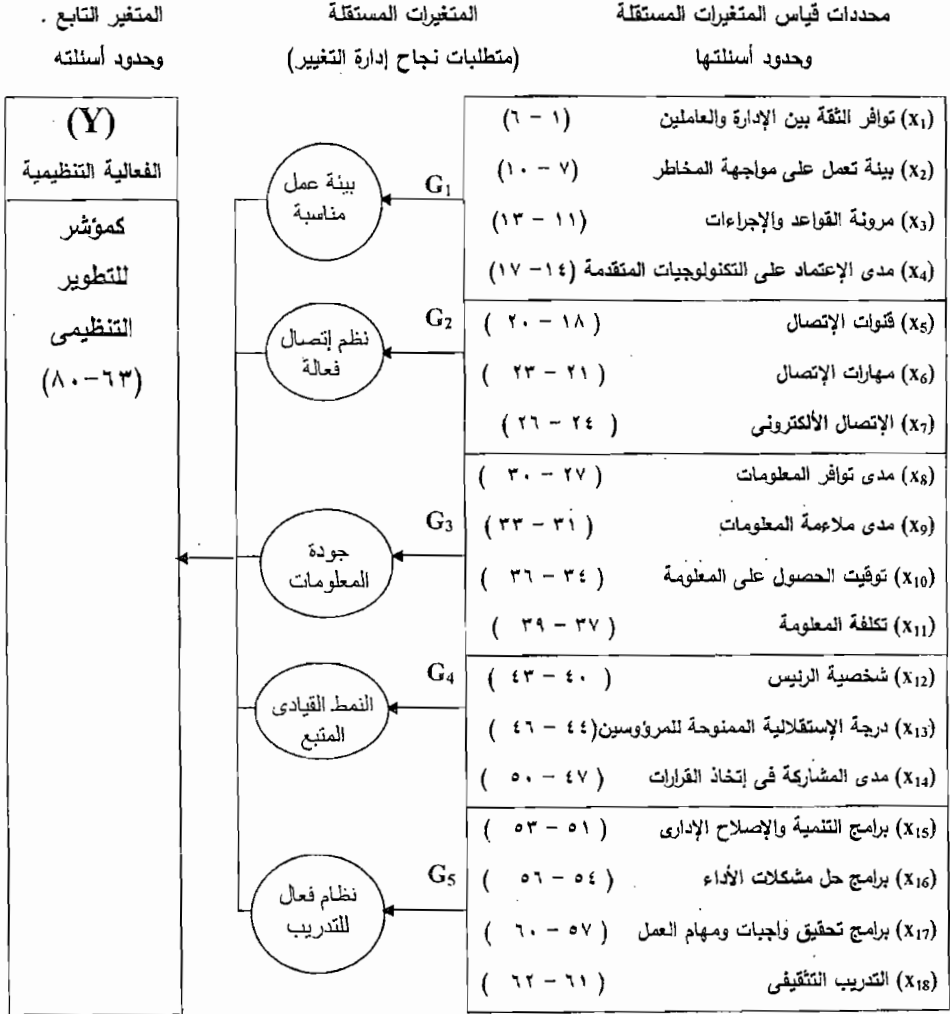 محددات قياس المتغيرات المستقلة
وحدود أسئلتها
المتغيرات المستقلة
(متطلبات نجاح إدارة التغيير)
المتغير التابع .
وحدود أسئلته
(x₁) توافر الثقة بين الإدارة والعاملين (١ - ٦)
(x₂) بيئة تعمل على مواجهة المخاطر (٧ - ١٠)
(x₃) مرونة القواعد والإجراءات (١١ - ١٣)
(x₄) مدى الإعتماد على التكنولوجيات المتقدمة (١٤- ١٧)
G₁
بيئة عمل
مناسبة
(x₅) قنوات الإتصال (١٨ - ٢٠ )
(x₆) مهارات الإتصال ( ٢١ - ٢٣ )
(x₇) الإتصال الألكتروني ( ٢٤ - ٢٦ )
G₂
نظم إتصال
فعالة
(x₈) مدى توافر المعلومات ( ٢٧ - ٣٠ )
(x₉) مدى ملاءمة المعلومات ( ٣١ - ٣٣ )
(x₁₀) توقيت الحصول على المعلومة ( ٣٤ - ٣٦ )
(x₁₁) تكلفة المعلومة ( ٣٧ - ٣٩ )
G₃
جودة
المعلومات
(x₁₂) شخصية الرئيس ( ٤٠ - ٤٣ )
(x₁₃) درجة الإستقلالية الممنوحة للمرؤوسين(٤٤ - ٤٦ )
(x₁₄) مدى المشاركة فى إتخاذ القرارات ( ٤٧ - ٥٠ )
G₄
النمط القيادى
المتبع
(x₁₅) برامج التنمية والإصلاح الإدارى ( ٥١ - ٥٣ )
(x₁₆) برامج حل مشكلات الأداء ( ٥٤ - ٥٦ )
(x₁₇) برامج تحقيق واجبات ومهام العمل ( ٥٧ - ٦٠ )
(x₁₈) التدريب التثقيفى ( ٦١ - ٦٢ )
G₅
نظام فعال
للتدريب
(Y)
الفعالية التنظيمية
كمؤشر
للتطوير
التنظيمى
(٦٣-٨٠)